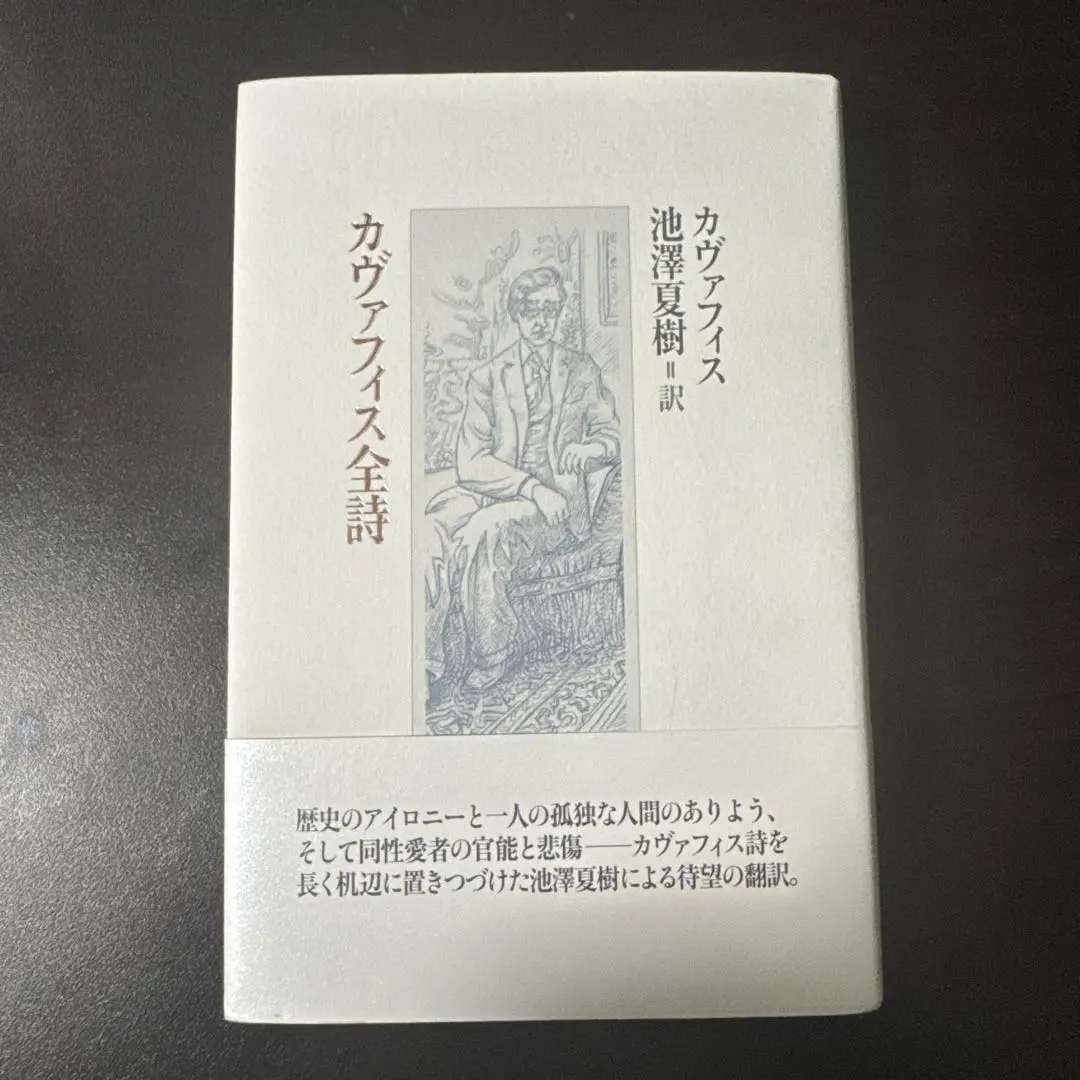 カヴァフィス
池澤夏樹=訳
カヴァフィス全詩
歴史のアイロニーと一人の孤独な人間のありよう、
そして同性愛者の官能と悲傷――カヴァフィス詩を
長く机辺に置きつづけた池澤夏樹による待望の翻訳。